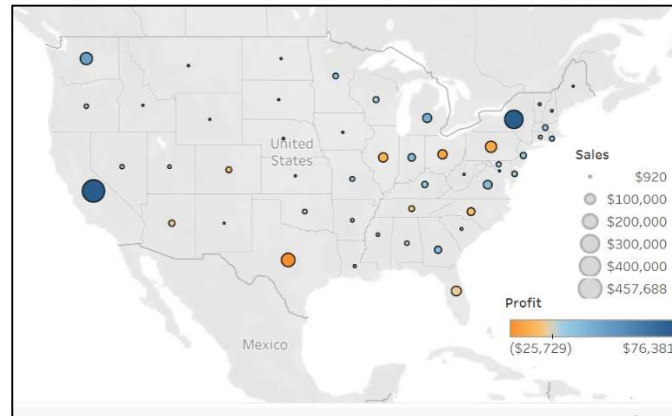 United
States
Mexico
Sales
$920
$100,000
$200,000
$300,000
$400,000
$457,688
Profit
($25,729) $76,381